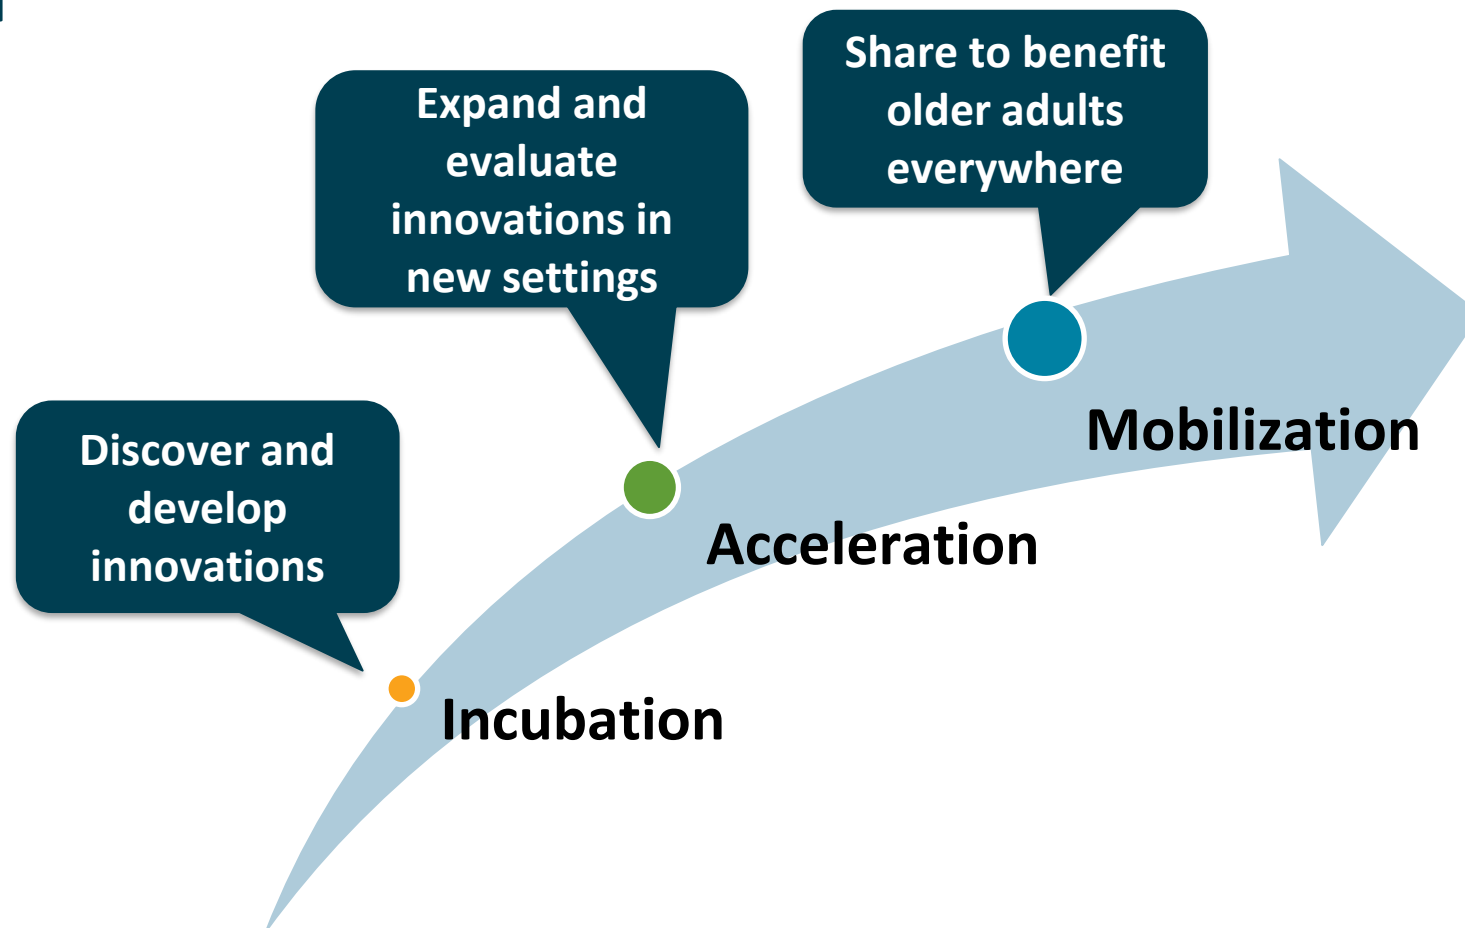 Share to benefit
older adults
everywhere
Expand and
evaluate
innovations in
new settings
Discover and
develop
innovations
Mobilization
Acceleration
Incubation